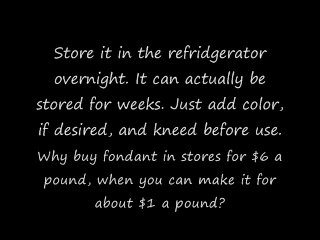 Store it in the refridgerator
overnight. It can actually be
stored for weeks. Just add color,
if desired, and kneed before use.
Why buy fondant in stores for $6 a
pound, when you can make it for
about $1 a pound?